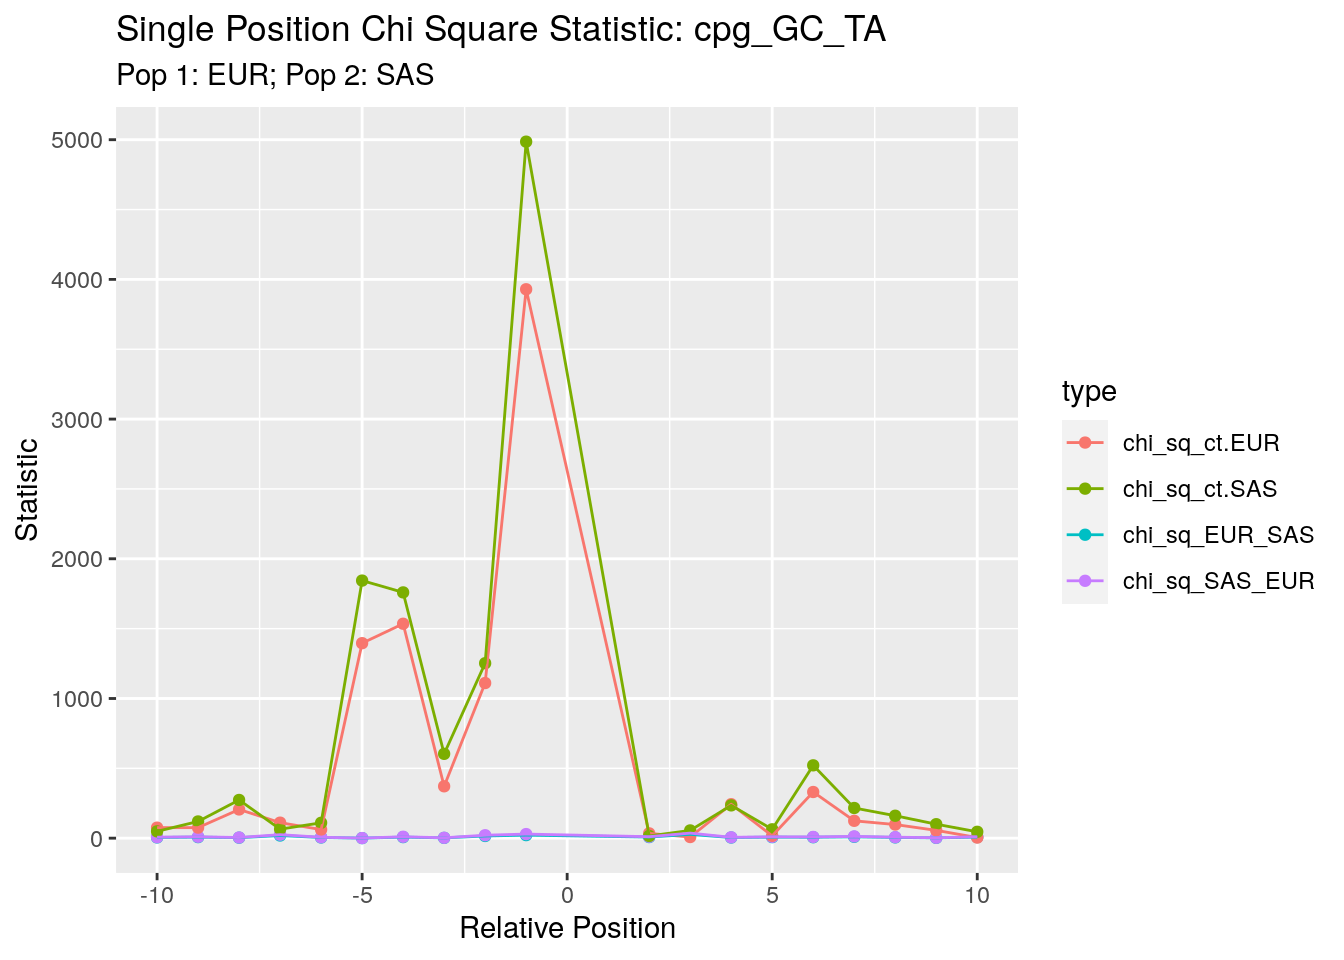 Single Position Chi Square Statistic: cpg_GC_TA
Pop 1: EUR; Pop 2: SAS
5000
4000
3000
2000
1000
0
Statistic
-10
-5
0
5
10
Relative Position
type
chi_sq_ct.EUR
chi_sq_ct.SAS
chi_sq_EUR_SAS
chi_sq_SAS_EUR